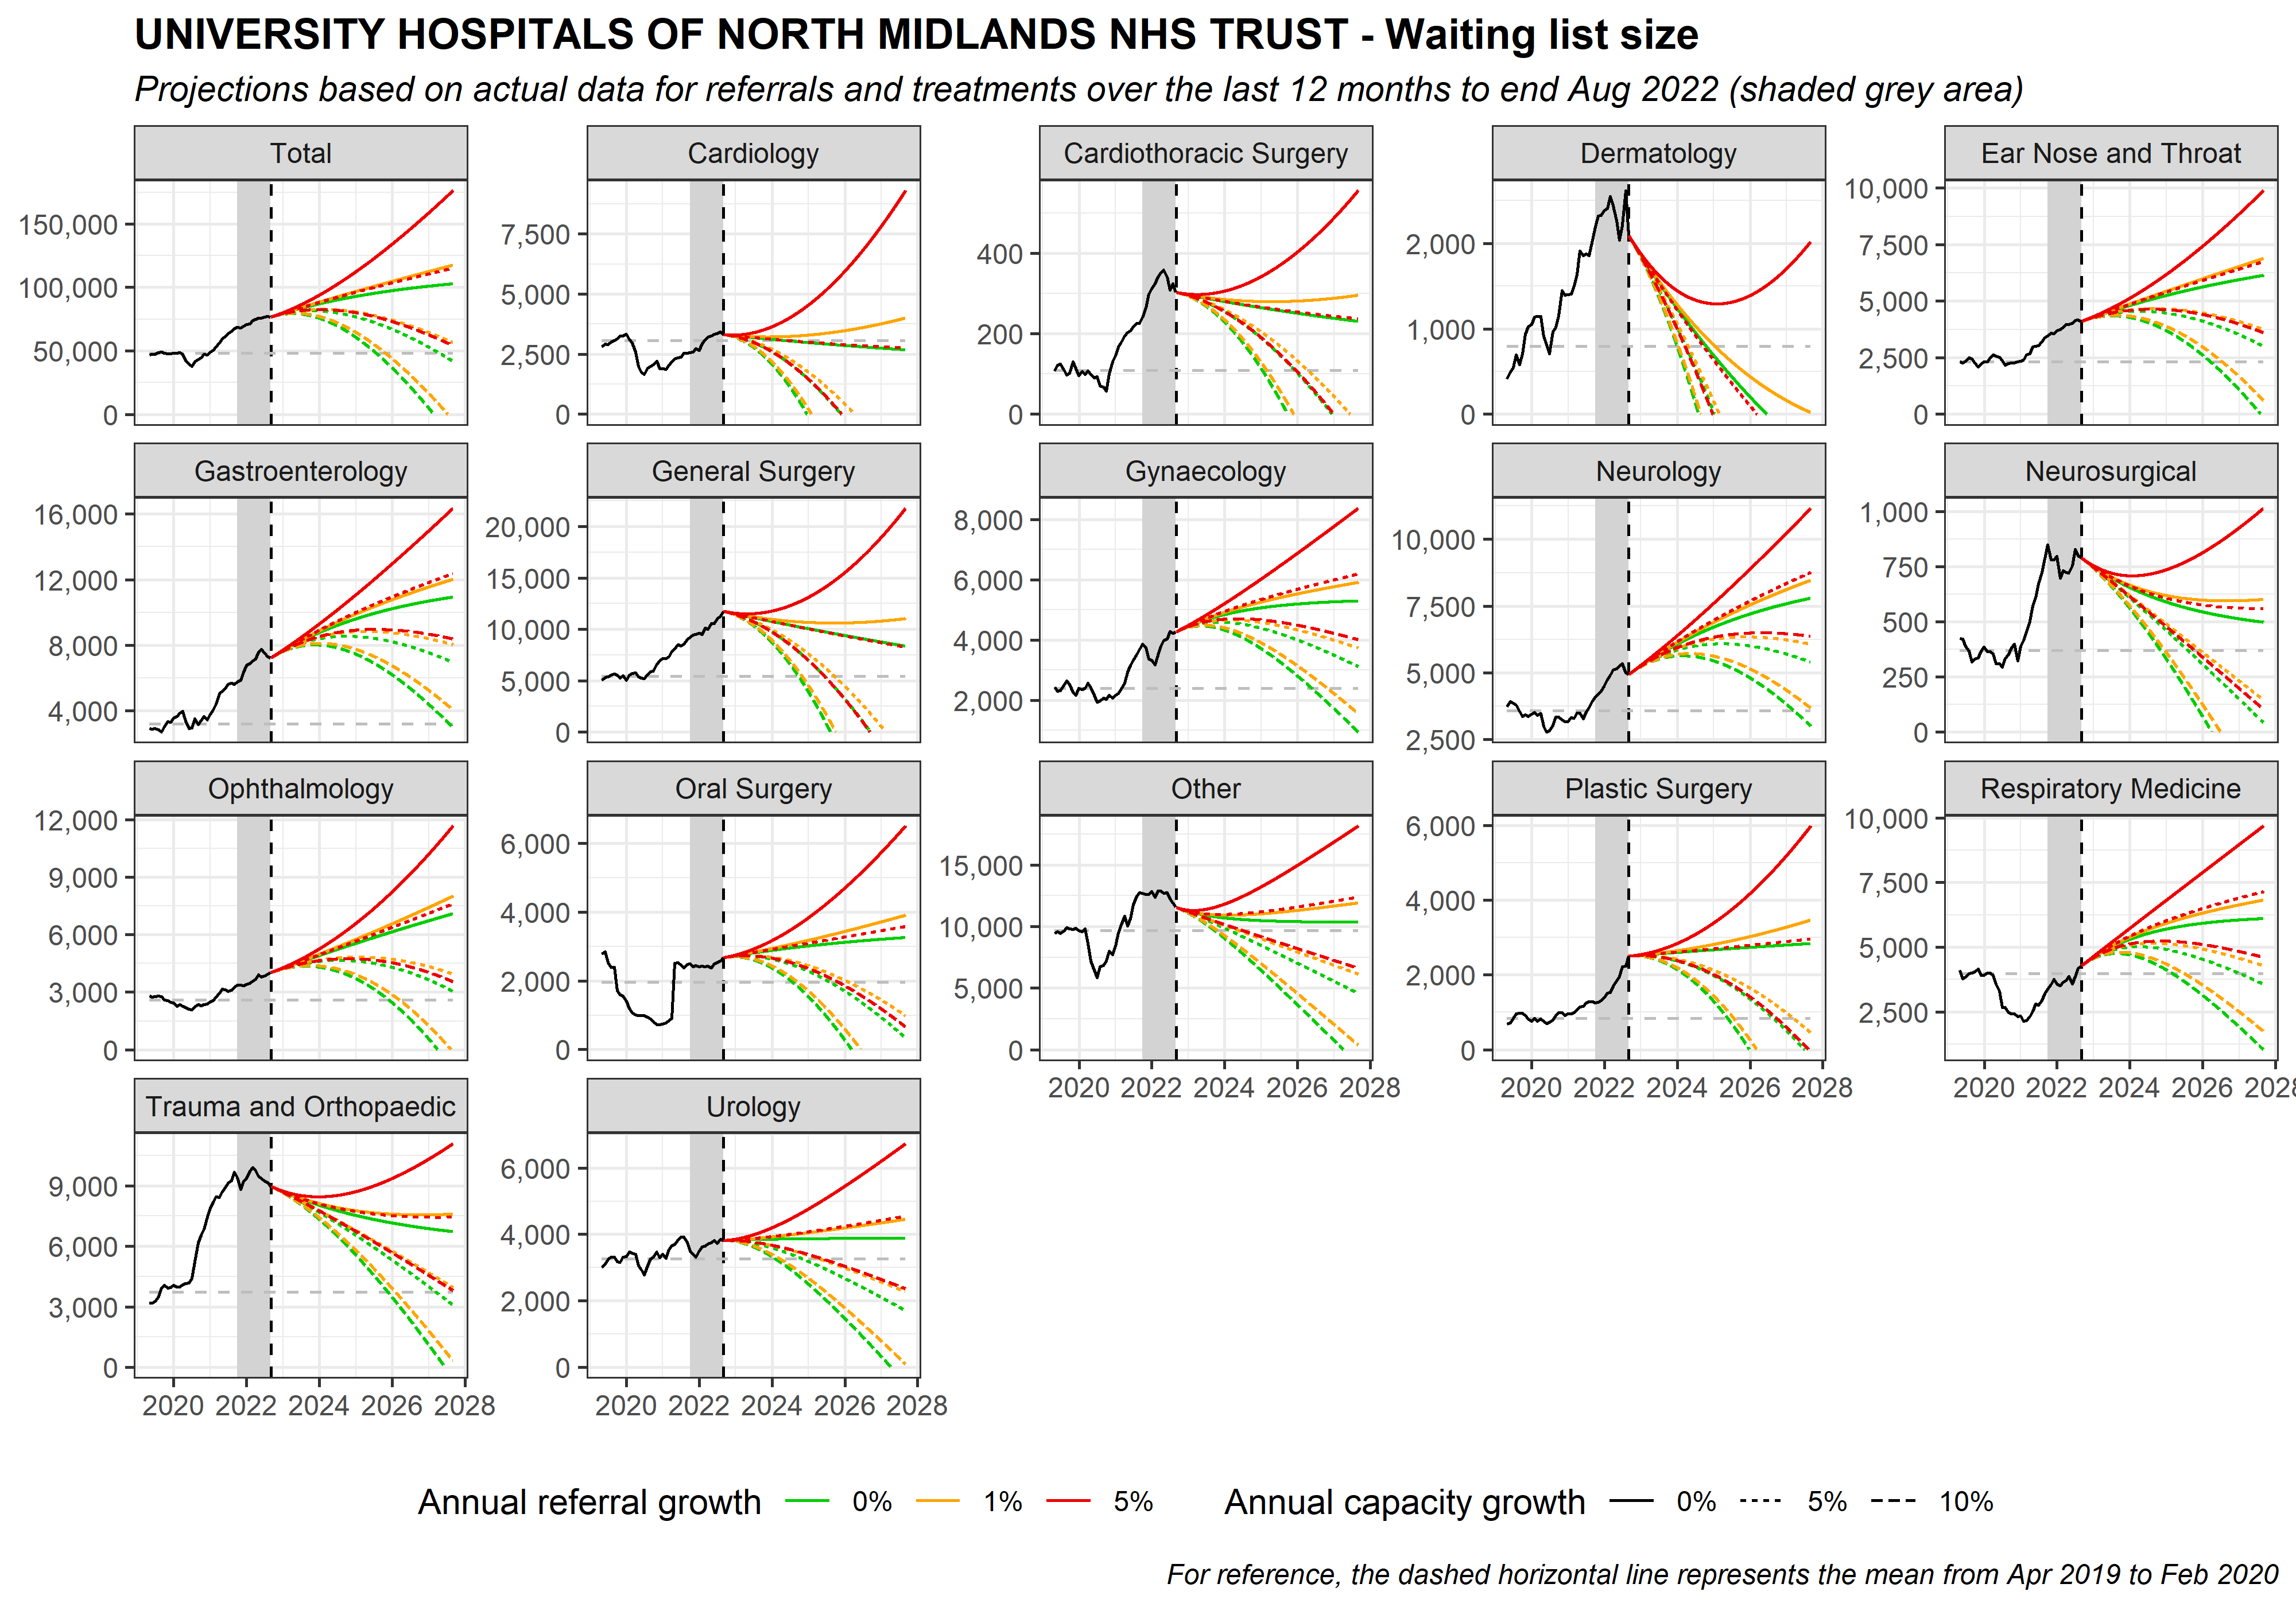 UNIVERSITY HOSPITALS OF NORTH MIDLANDS NHS TRUST - Waiting list size
Projections based on actual data for referrals and treatments over the last 12 months to end Aug 2022 (shaded grey area)
Total
150,000
100,000
50,000
0
Cardiology
7,500
5,000
2,500
0
Cardiothoracic Surgery
400
200
0
Dermatology
2,000
1,000
0
Ear Nose and Throat
10,000
7,500
5,000
2,500
0
Gastroenterology
16,000
12,000
8,000
4,000
General Surgery
20,000
15,000
10,000
5,000
0
Gynaecology
8,000
6,000
4,000
2,000
Neurology
10,000
7,500
5,000
2,500
Neurosurgical
1,000
750
500
250
0
Ophthalmology
12,000
9,000
6,000
3,000
0
Oral Surgery
6,000
4,000
2,000
0
Other
15,000
10,000
5,000
0
2020 2022 2024 2026 2028
Plastic Surgery
6,000
4,000
2,000
0
2020 2022 2024 2026 2028
Respiratory Medicine
10,000
7,500
5,000
2,500
2020 2022 2024 2026 2028
Trauma and Orthopaedic
9,000
6,000
3,000
0
2020 2022 2024 2026 2028
Urology
6,000
4,000
2,000
0
2020 2022 2024 2026 2028
Annual referral growth 0% 1% 5% Annual capacity growth 0% 5% 10%
For reference, the dashed horizontal line represents the mean from Apr 2019 to Feb 2020